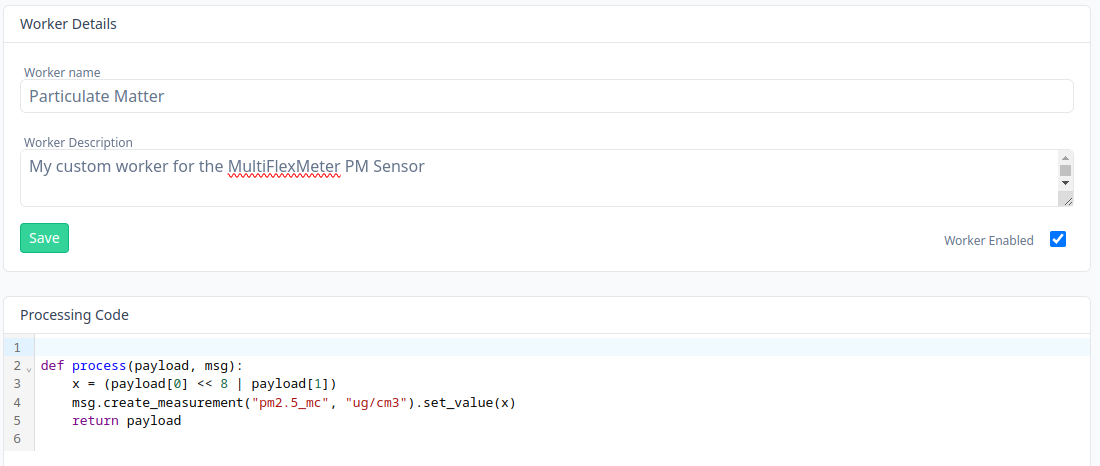 Worker Details
Worker name
Particulate Matter
Worker Description
My custom worker for the MultiFlexMeter PM Sensor
Save
Worker Enabled
Processing Code
1
2 def process(payload, msg):
3     x = (payload[0] << 8 | payload[1])
4     msg.create_measurement("pm2.5_mc", "ug/cm3").set_value(x)
5     return payload
6